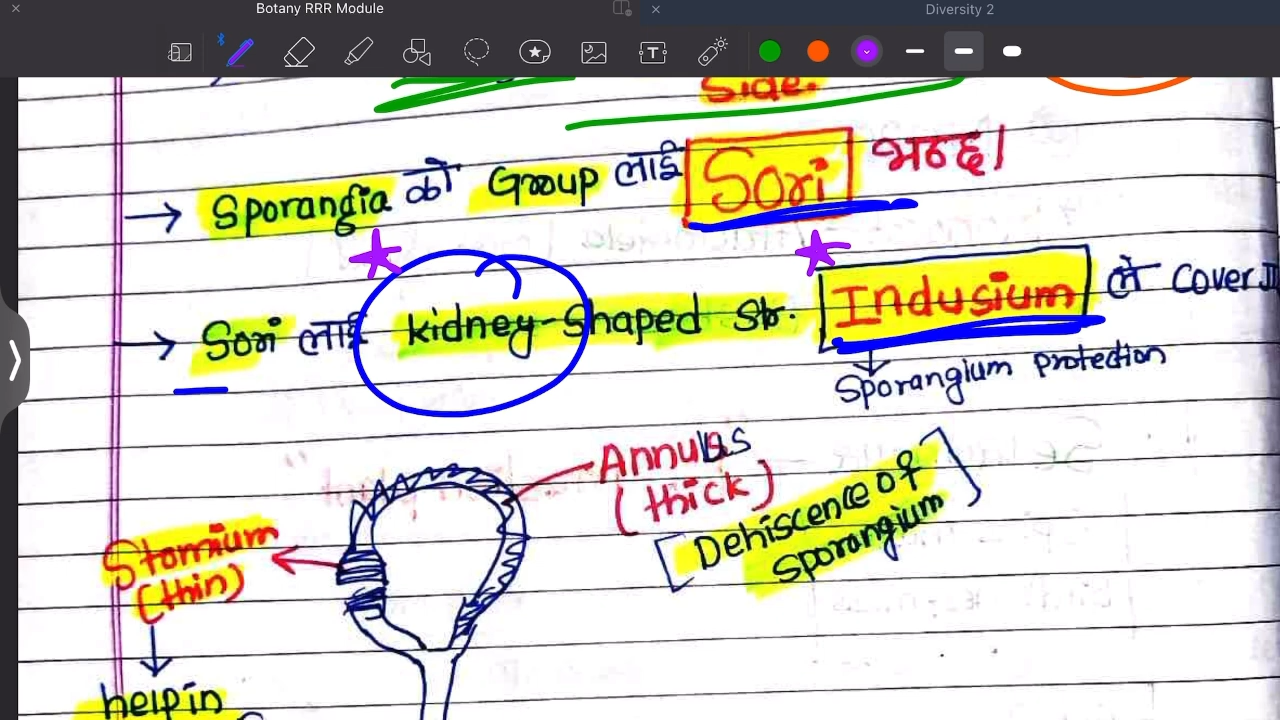 Botany RRR Module
Diversity 2
Side.
→ Sporangia को Group लाई Sori भन्छ।
→ Sori लाई kidney-Shaped Str. Indusium ले cover
Sporangium protection
Annulus
(thick)
[Dehiscence of
sporangium]
Stomium
(thin)
help in